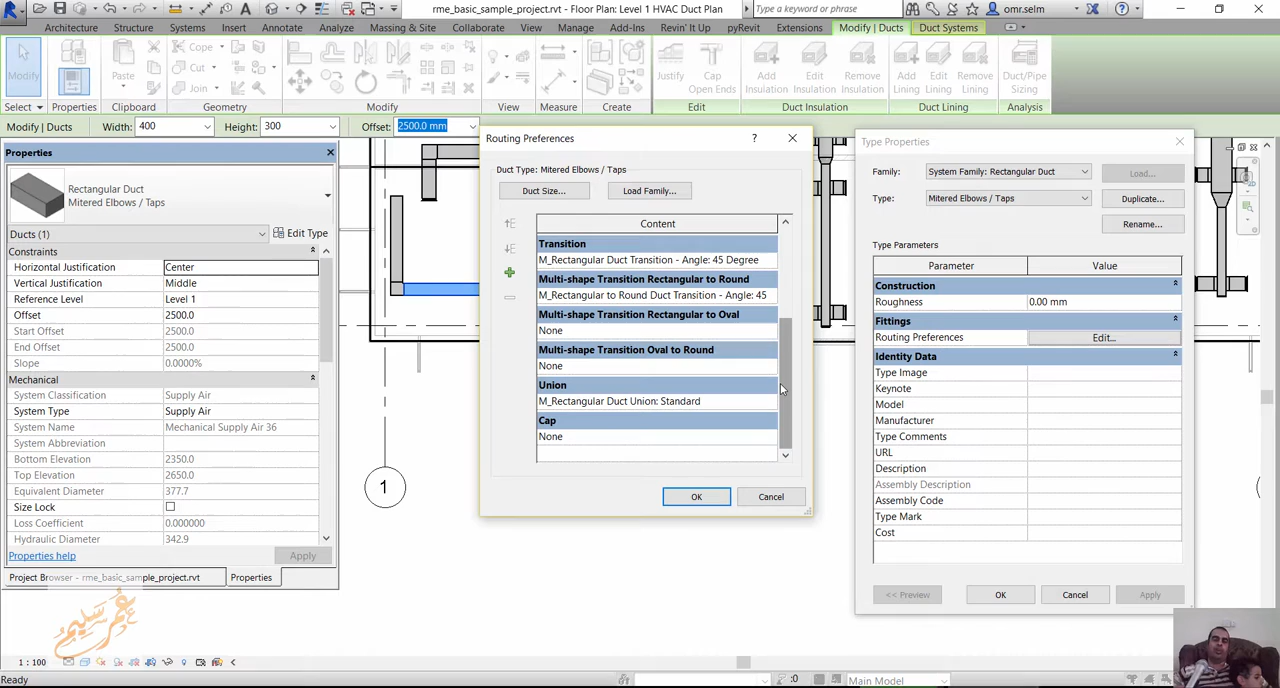 rme_basic_sample_project.rvt - Floor Plan: Level 1 HVAC Duct Plan
Type a keyword or phrase
omr.selm
Architecture Structure Systems Insert Annotate Analyze Massing & Site Collaborate View Manage Add-Ins Revin' It Up pyRevit Extensions Modify | Ducts Duct Systems
Modify
Paste
Cope
Cut
Join
Justify
Cap Open Ends
Add Insulation
Edit Insulation
Remove Insulation
Add Lining
Edit Lining
Remove Lining
Duct/Pipe Sizing
Select Properties Clipboard Geometry Modify View Measure Create Edit Duct Insulation Duct Lining Analysis
Modify | Ducts Width: 400 Height: 300 Offset: 2500.0 mm
Properties
Rectangular Duct
Mitered Elbows / Taps
Ducts (1) Edit Type
Constraints
Horizontal Justification Center
Vertical Justification Middle
Reference Level Level 1
Offset 2500.0
Start Offset 2500.0
End Offset 2500.0
Slope 0.0000%
Mechanical
System Classification Supply Air
System Type Supply Air
System Name Mechanical Supply Air 36
System Abbreviation
Bottom Elevation 2350.0
Top Elevation 2650.0
Equivalent Diameter 377.7
Size Lock
Loss Coefficient 0.000000
Hydraulic Diameter 342.9
Properties help Apply
Project Browser - rme_basic_sample_project.rvt Properties
1
Routing Preferences ?
Duct Type: Mitered Elbows / Taps
Duct Size... Load Family...
Content
Transition
M_Rectangular Duct Transition - Angle: 45 Degree
Multi-shape Transition Rectangular to Round
M_Rectangular to Round Duct Transition - Angle: 45
Multi-shape Transition Rectangular to Oval
None
Multi-shape Transition Oval to Round
None
Union
M_Rectangular Duct Union: Standard
Cap
None
OK Cancel
Type Properties
Family: System Family: Rectangular Duct Load...
Type: Mitered Elbows / Taps Duplicate...
Rename...
Type Parameters
Parameter Value
Construction
Roughness 0.00 mm
Fittings
Routing Preferences Edit...
Identity Data
Type Image
Keynote
Model
Manufacturer
Type Comments
URL
Description
Assembly Description
Assembly Code
Type Mark
Cost
<< Preview OK Cancel Apply
عمر سليم
1 : 100
Ready
:0 Main Model